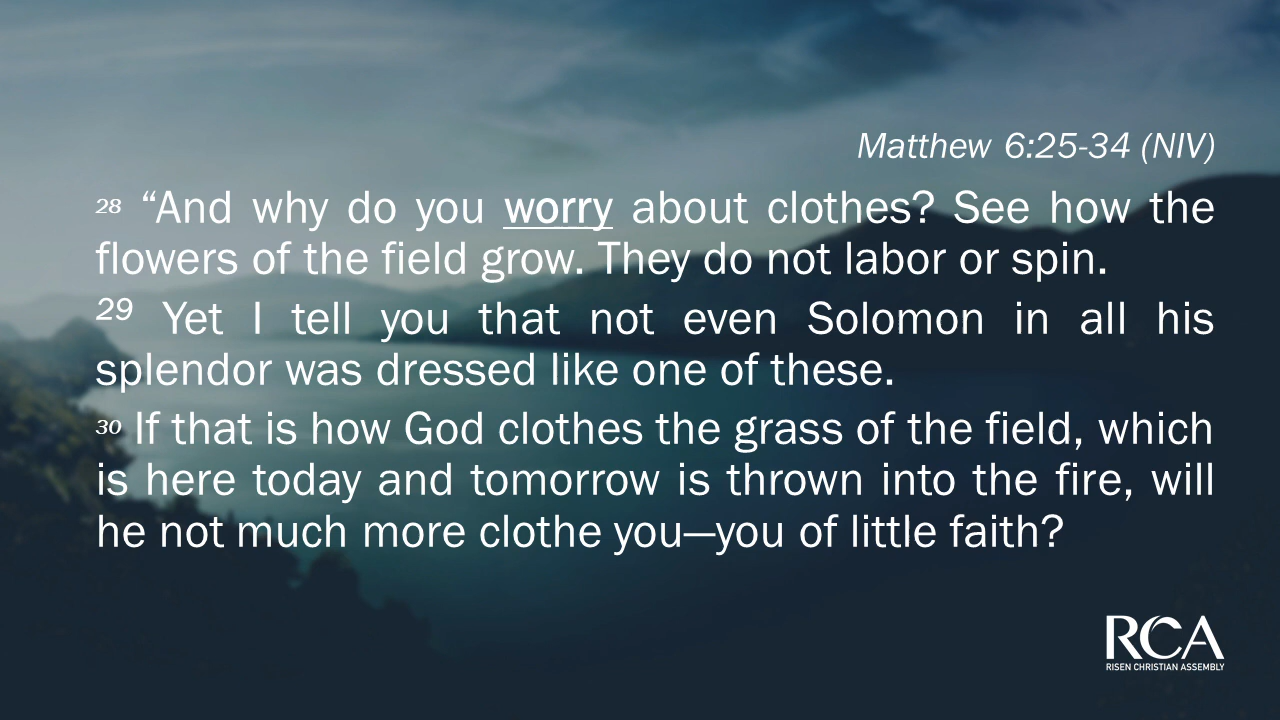 Matthew 6:25-34 (NIV)
28 “And why do you worry about clothes? See how the
flowers of the field grow. They do not labor or spin.
29 Yet I tell you that not even Solomon in all his
splendor was dressed like one of these.
30 If that is how God clothes the grass of the field, which
is here today and tomorrow is thrown into the fire, will
he not much more clothe you—you of little faith?
RCA
RISEN CHRISTIAN ASSEMBLY